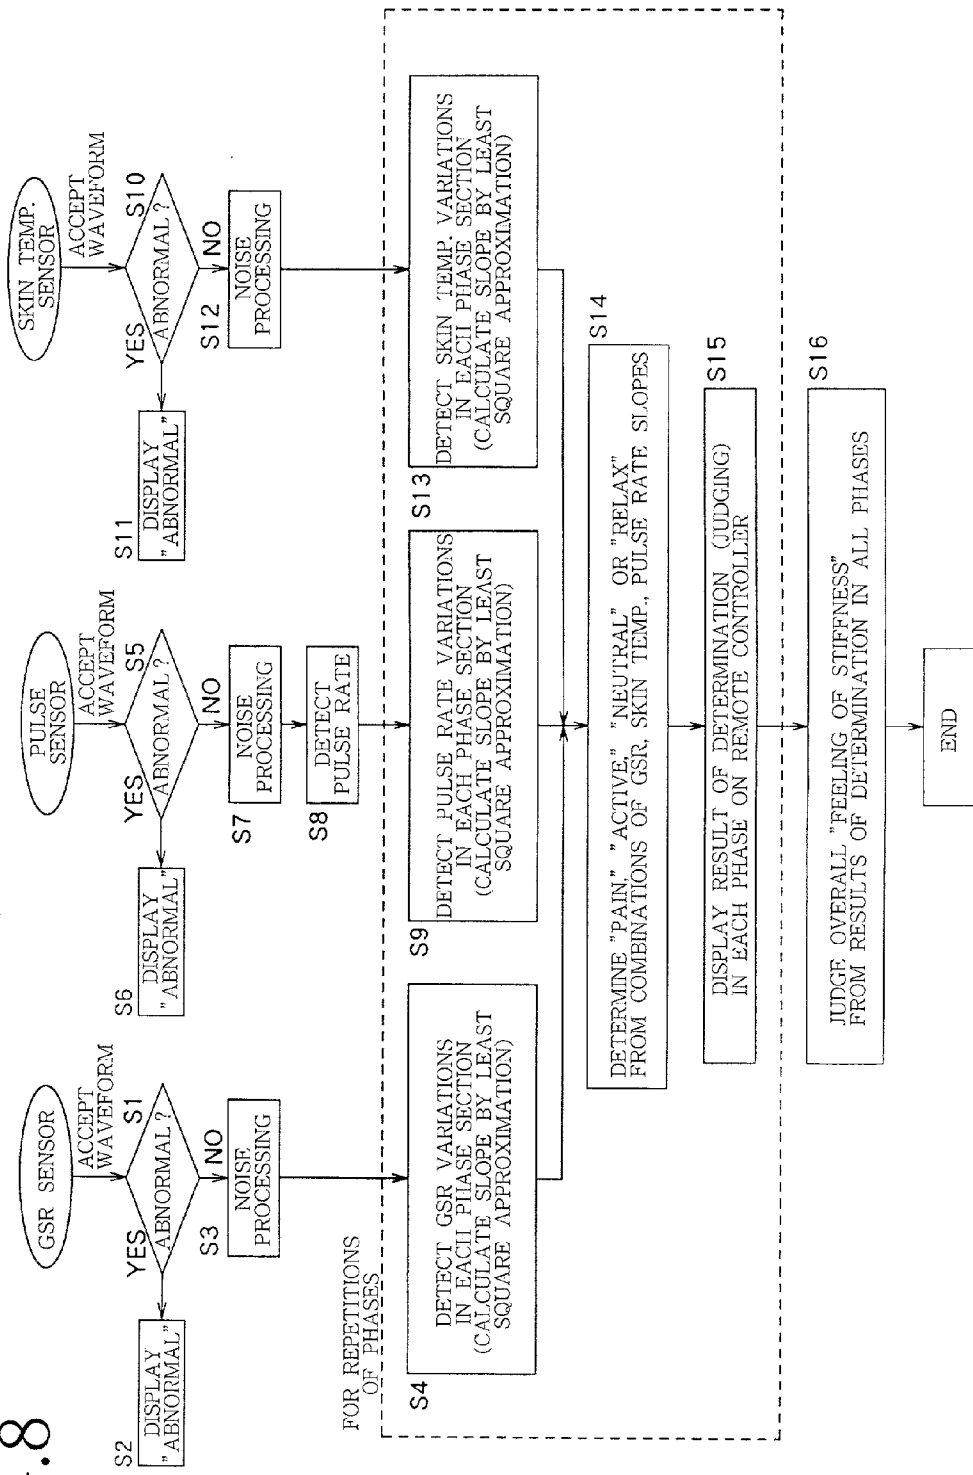 .8
GSR SENSOR
ACCEPT
WAVEFORM
S1
ABNORMAL ?
YES
NO
S2
DISPLAY
"ABNORMAL"
S3
NOISE
PROCESSING
PULSE
SENSOR
ACCEPT
WAVEFORM
S5
ABNORMAL ?
YES
NO
S6
DISPLAY
"ABNORMAL"
S7
NOISE
PROCESSING
S8
DETECT
PULSE RATE
SKIN TEMP.
SENSOR
ACCEPT
WAVEFORM
S10
ABNORMAL ?
YES
NO
S11
DISPLAY
"ABNORMAL"
S12
NOISE
PROCESSING
FOR REPETITIONS
OF PHASES
S4
DETECT GSR VARIATIONS
IN EACH PHASE SECTION
(CALCULATE SLOPE BY LEAST
SQUARE APPROXIMATION)
S9
DETECT PULSE RATE VARIATIONS
IN EACH PHASE SECTION
(CALCULATE SLOPE BY LEAST
SQUARE APPROXIMATION)
S13
DETECT SKIN TEMP. VARIATIONS
IN EACH PHASE SECTION
(CALCULATE SLOPE BY LEAST
SQUARE APPROXIMATION)
S14
DETERMINE "PAIN," "ACTIVE," "NEUTRAL" OR "RELAX"
FROM COMBINATIONS OF GSR, SKIN TEMP., PULSE RATE SLOPES
S15
DISPLAY RESULT OF DETERMINATION (JUDGING)
IN EACH PHASE ON REMOTE CONTROLLER
S16
JUDGE OVERALL "FEELING OF STIFFNESS"
FROM RESULTS OF DETERMINATION IN ALL PHASES
END